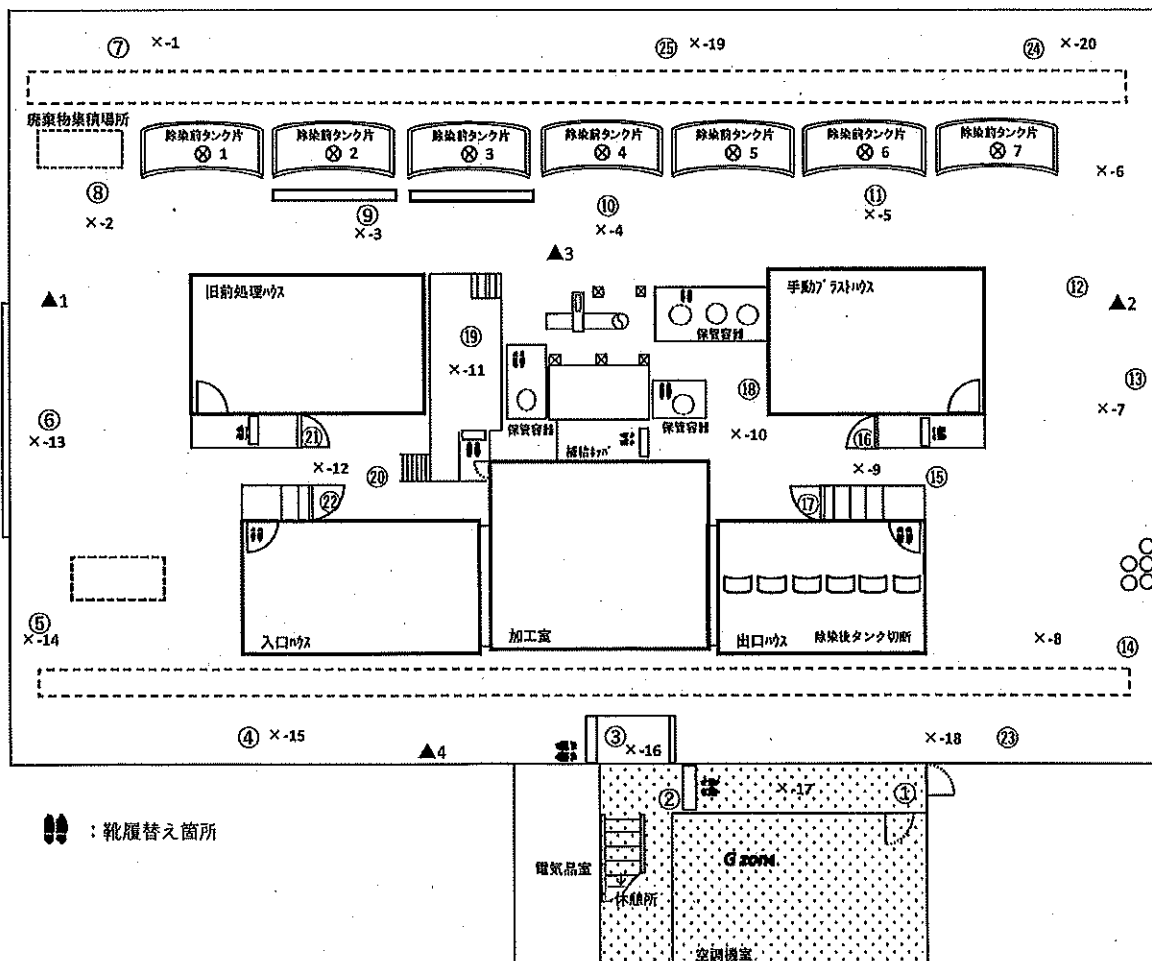 ⑦ ×-1 ㉕ ×-19 ㉔ ×-20
廃棄物集積場所
除染前タンク片 除染前タンク片 除染前タンク片 除染前タンク片 除染前タンク片 除染前タンク片 除染前タンク片
⊗ 1 ⊗ 2 ⊗ 3 ⊗ 4 ⊗ 5 ⊗ 6 ⊗ 7
×-6
⑧ ⑨ ⑩ ⑪
×-2 ×-3 ×-4 ×-5
▲3
旧前処理ハウス 手動ブラストハウス ⑫
▲1 ▲2
保管容器
⑲
×-11 ⑱ ⑬
⑥ ×-7
×-13 保管容器 保管容器 ×-10
㉑ ⑯
×-12 ⑳ ×-9 ⑮
㉒ ⑰
⑤
×-14 入口ハウス 加工室 出口ハウス 除染後タンク切断 ×-8 ⑭
④ ×-15 ③ ×-16 ×-18 ㉓
▲4
② ×-17 ①
：靴履替え箇所
G zone
電気品室
休憩所
空調機室